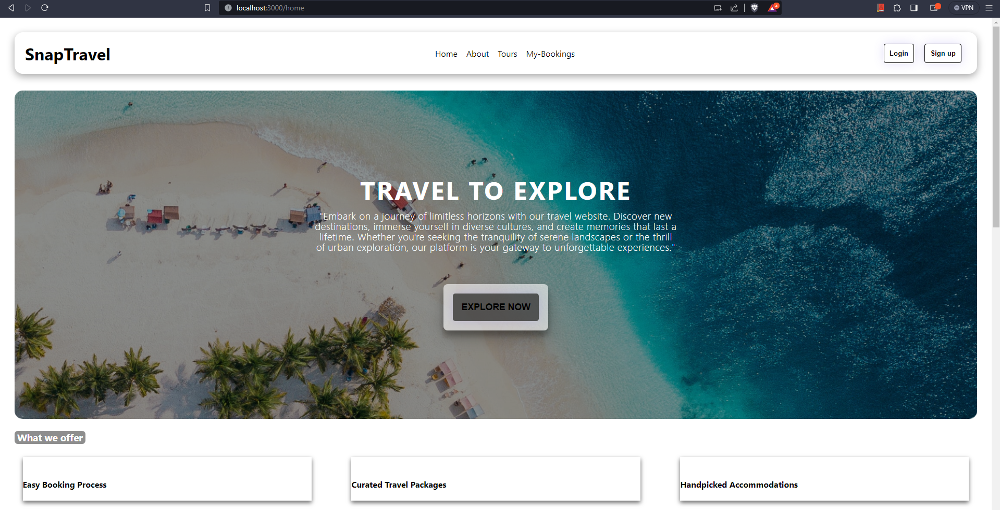 localhost:3000/home
4
VPN
SnapTravel
Home About Tours My-Bookings
Login Sign up
TRAVEL TO EXPLORE
"Embark on a journey of limitless horizons with our travel website. Discover new
destinations, immerse yourself in diverse cultures, and create memories that last a
lifetime. Whether you're seeking the tranquility of serene landscapes or the thrill
of urban exploration, our platform is your gateway to unforgettable experiences."
EXPLORE NOW
What we offer
Easy Booking Process
Curated Travel Packages
Handpicked Accommodations